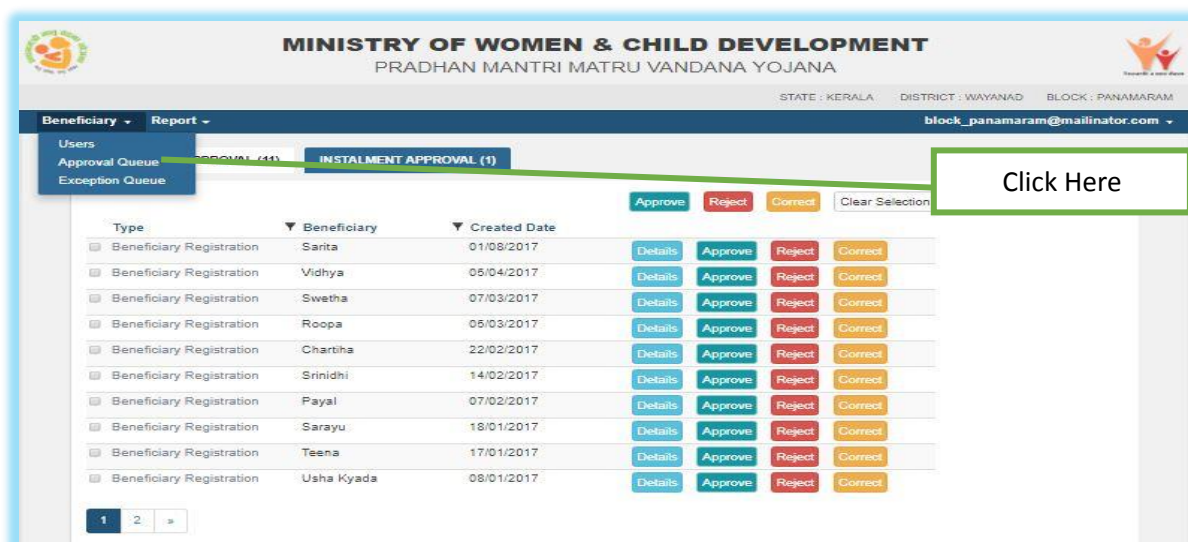 MINISTRY OF WOMEN & CHILD DEVELOPMENT
PRADHAN MANTRI MATRU VANDANA YOJANA
STATE : KERALA DISTRICT : WAYANAD BLOCK : PANAMARAM
Beneficiary Report block_panamaram@mailinator.com
Users
Approval Queue (11) INSTALMENT APPROVAL (1)
Exception Queue
Click Here
Approve Reject Correct Clear Selection
Type Beneficiary Created Date
Beneficiary Registration Sarita 01/08/2017 Details Approve Reject Correct
Beneficiary Registration Vidhya 05/04/2017 Details Approve Reject Correct
Beneficiary Registration Swetha 07/03/2017 Details Approve Reject Correct
Beneficiary Registration Roopa 05/03/2017 Details Approve Reject Correct
Beneficiary Registration Chartiha 22/02/2017 Details Approve Reject Correct
Beneficiary Registration Srinidhi 14/02/2017 Details Approve Reject Correct
Beneficiary Registration Payal 07/02/2017 Details Approve Reject Correct
Beneficiary Registration Sarayu 18/01/2017 Details Approve Reject Correct
Beneficiary Registration Teena 17/01/2017 Details Approve Reject Correct
Beneficiary Registration Usha Kyada 08/01/2017 Details Approve Reject Correct
1 2 »